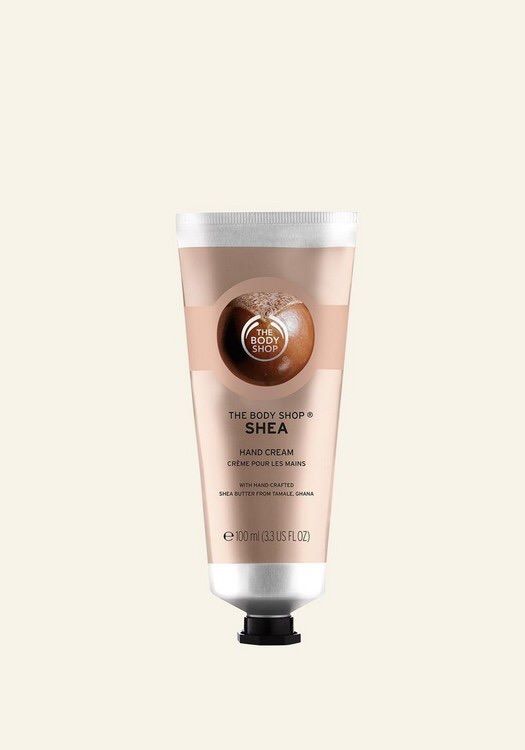 THE
BODY
SHOP
THE BODY SHOP ®
SHEA
HAND CREAM
CRÈME POUR LES MAINS
WITH HAND-CRAFTED
SHEA BUTTER FROM TAMALE, GHANA
℮ 100 ml (3.3 US FL OZ)